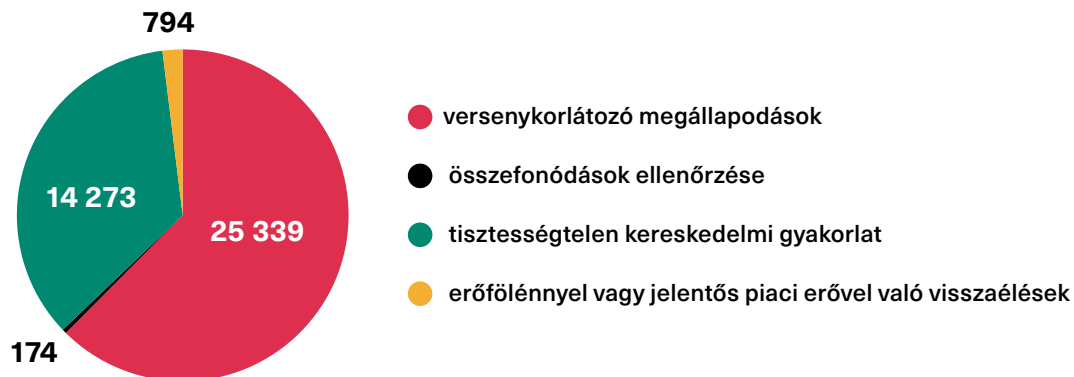 794
14 273
25 339
174
versenykorlátozó megállapodások
összefonódások ellenőrzése
tisztességtelen kereskedelmi gyakorlat
erőfölénnyel vagy jelentős piaci erővel való visszaélések